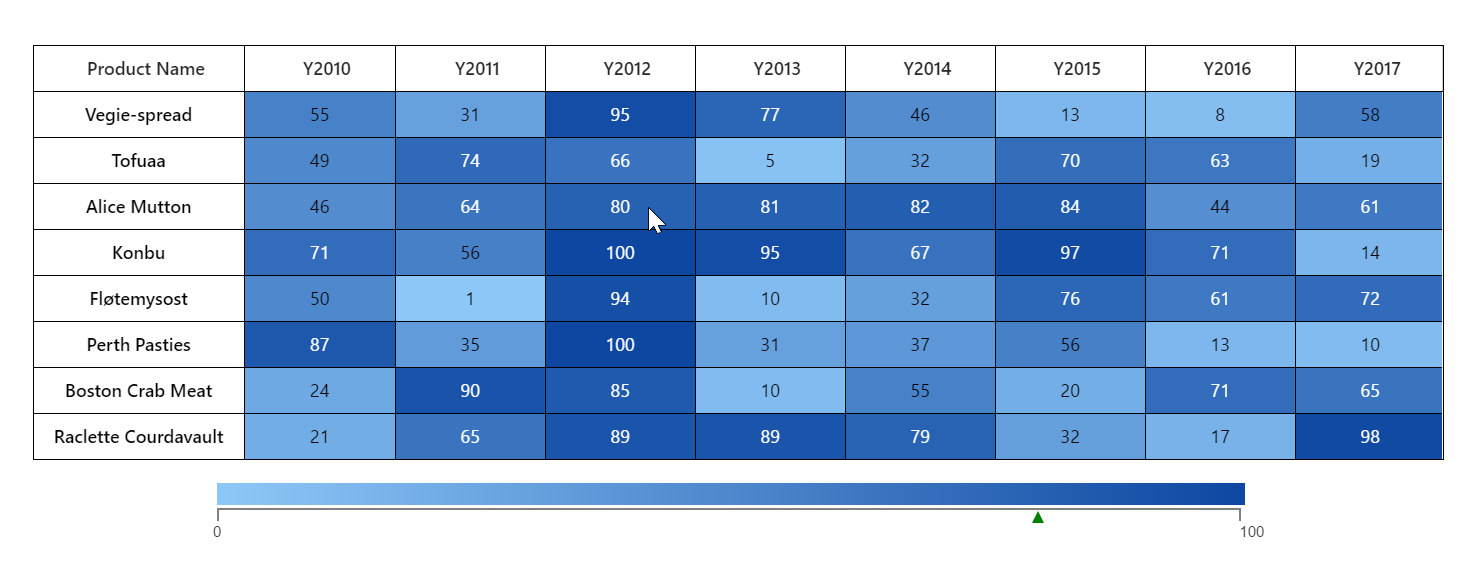 Product Name Y2010 Y2011 Y2012 Y2013 Y2014 Y2015 Y2016 Y2017
Vegie-spread 55 31 95 77 46 13 8 58
Tofuaa 49 74 66 5 32 70 63 19
Alice Mutton 46 64 80 81 82 84 44 61
Konbu 71 56 100 95 67 97 71 14
Fløtemysost 50 1 94 10 32 76 61 72
Perth Pasties 87 35 100 31 37 56 13 10
Boston Crab Meat 24 90 85 10 55 20 71 65
Raclette Courdavault 21 65 89 89 79 32 17 98
0 100